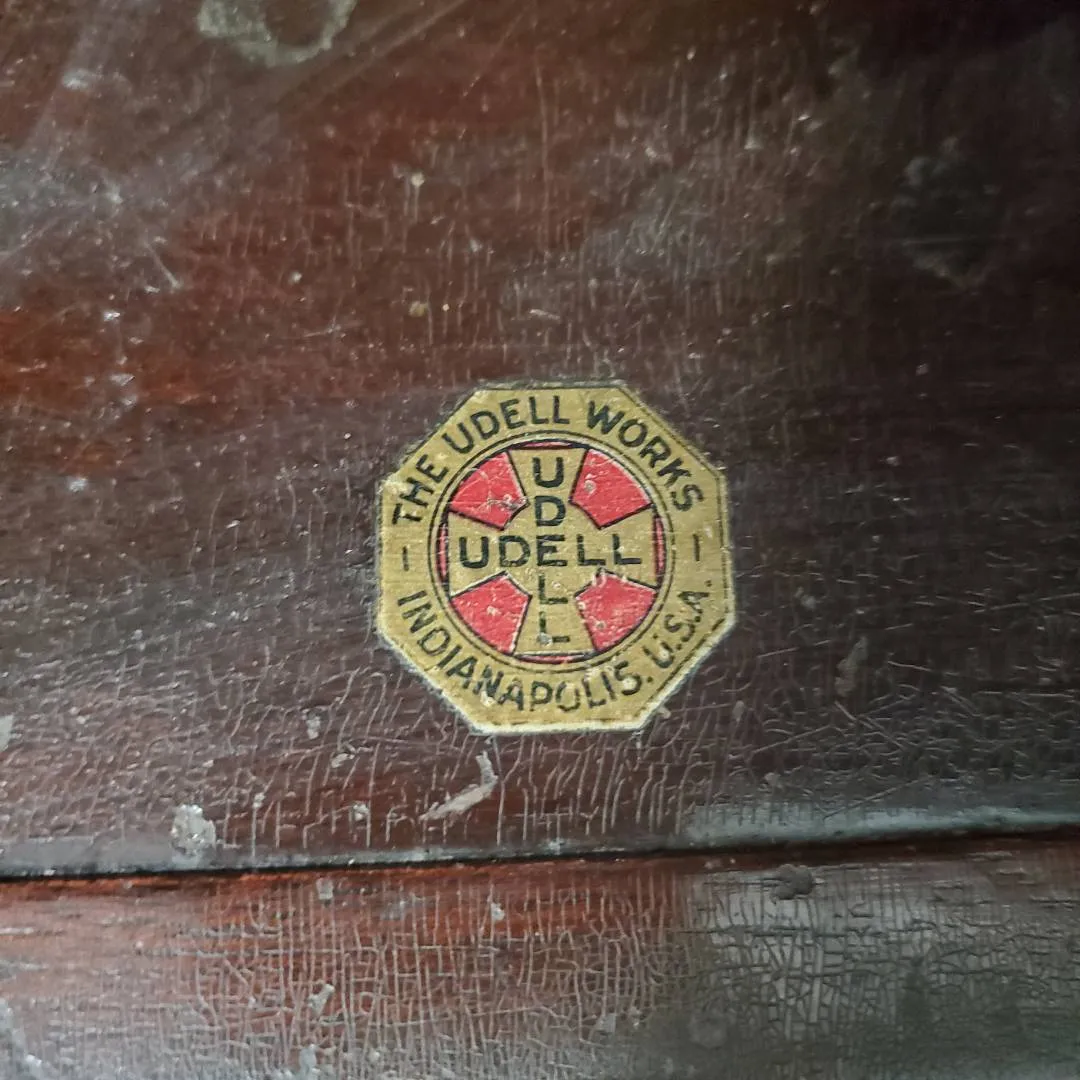 THE UDELL WORKS
UDELL
UDELL
INDIANAPOLIS. U.S.A.